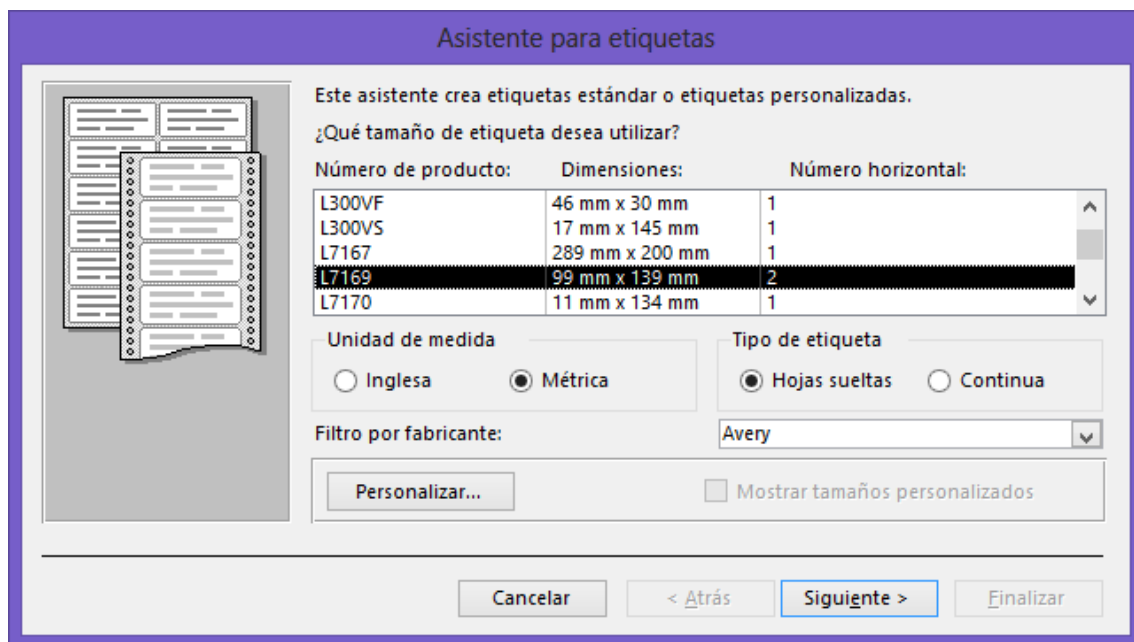 Asistente para etiquetas
Este asistente crea etiquetas estándar o etiquetas personalizadas.
¿Qué tamaño de etiqueta desea utilizar?
Número de producto: Dimensiones: Número horizontal:
L300VF 46 mm x 30 mm 1
L300VS 17 mm x 145 mm 1
L7167 289 mm x 200 mm 1
L7169 99 mm x 139 mm 2
L7170 11 mm x 134 mm 1
Unidad de medida Tipo de etiqueta
Inglesa Métrica Hojas sueltas Continua
Filtro por fabricante: Avery
Personalizar... Mostrar tamaños personalizados
Cancelar < Atrás Siguiente > Finalizar